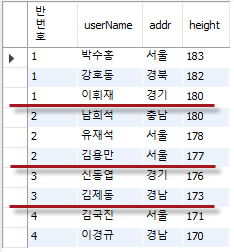 반번호 userName addr height
1 박수홍 서울 183
1 강호동 경북 182
1 이휘재 경기 180
2 남희석 충남 180
2 유재석 서울 178
2 김용만 서울 177
3 신동엽 경기 176
3 김제동 경남 173
4 김국진 서울 171
4 이경규 경남 170